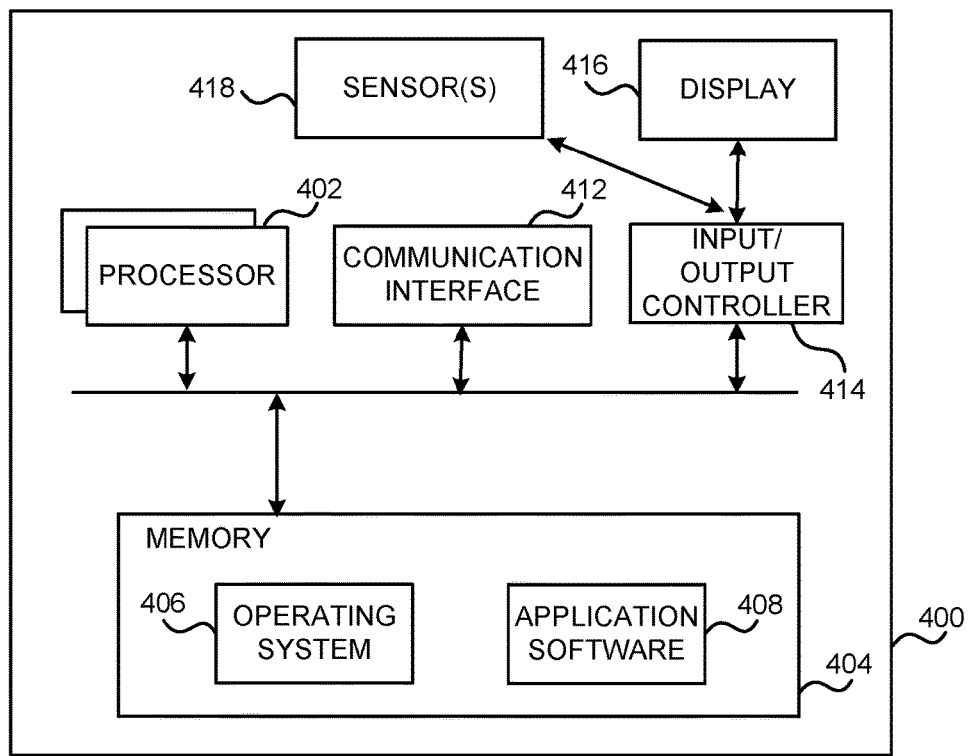 418
SENSOR(S)
416
DISPLAY
402
PROCESSOR
412
COMMUNICATION
INTERFACE
INPUT/
OUTPUT
CONTROLLER
414
MEMORY
406
OPERATING
SYSTEM
APPLICATION
SOFTWARE
408
400
404